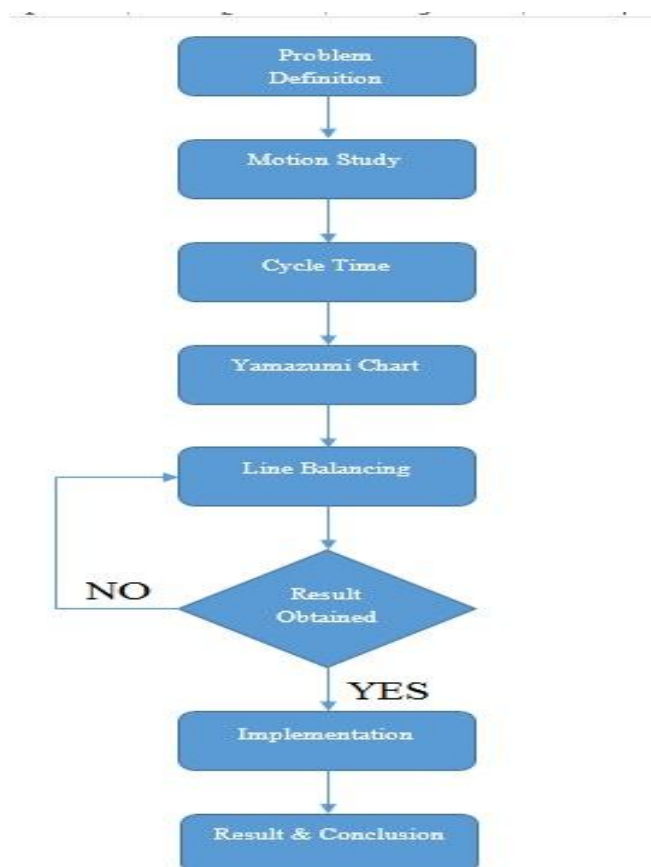 Problem
Definition
Motion Study
Cycle Time
Yamazumi Chart
Line Balancing
Result
Obtained
NO
YES
Implementation
Result & Conclusion